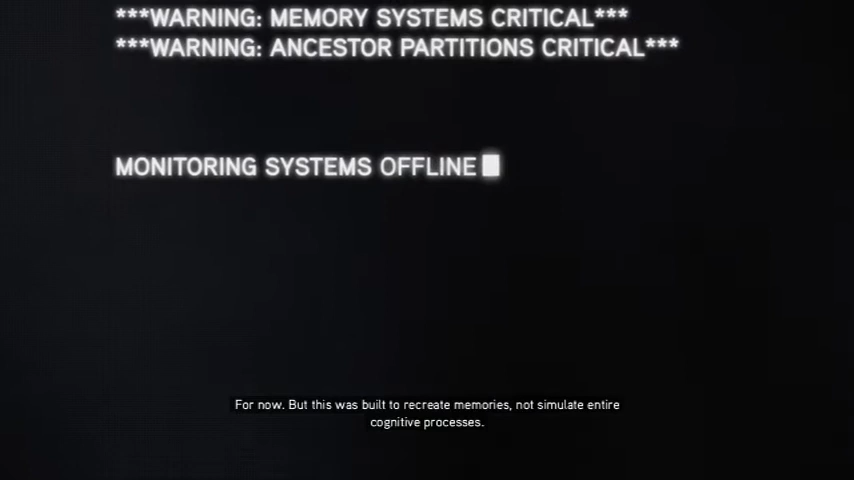 ***WARNING: MEMORY SYSTEMS CRITICAL***
***WARNING: ANCESTOR PARTITIONS CRITICAL***
MONITORING SYSTEMS OFFLINE
For now. But this was built to recreate memories, not simulate entire
cognitive processes.